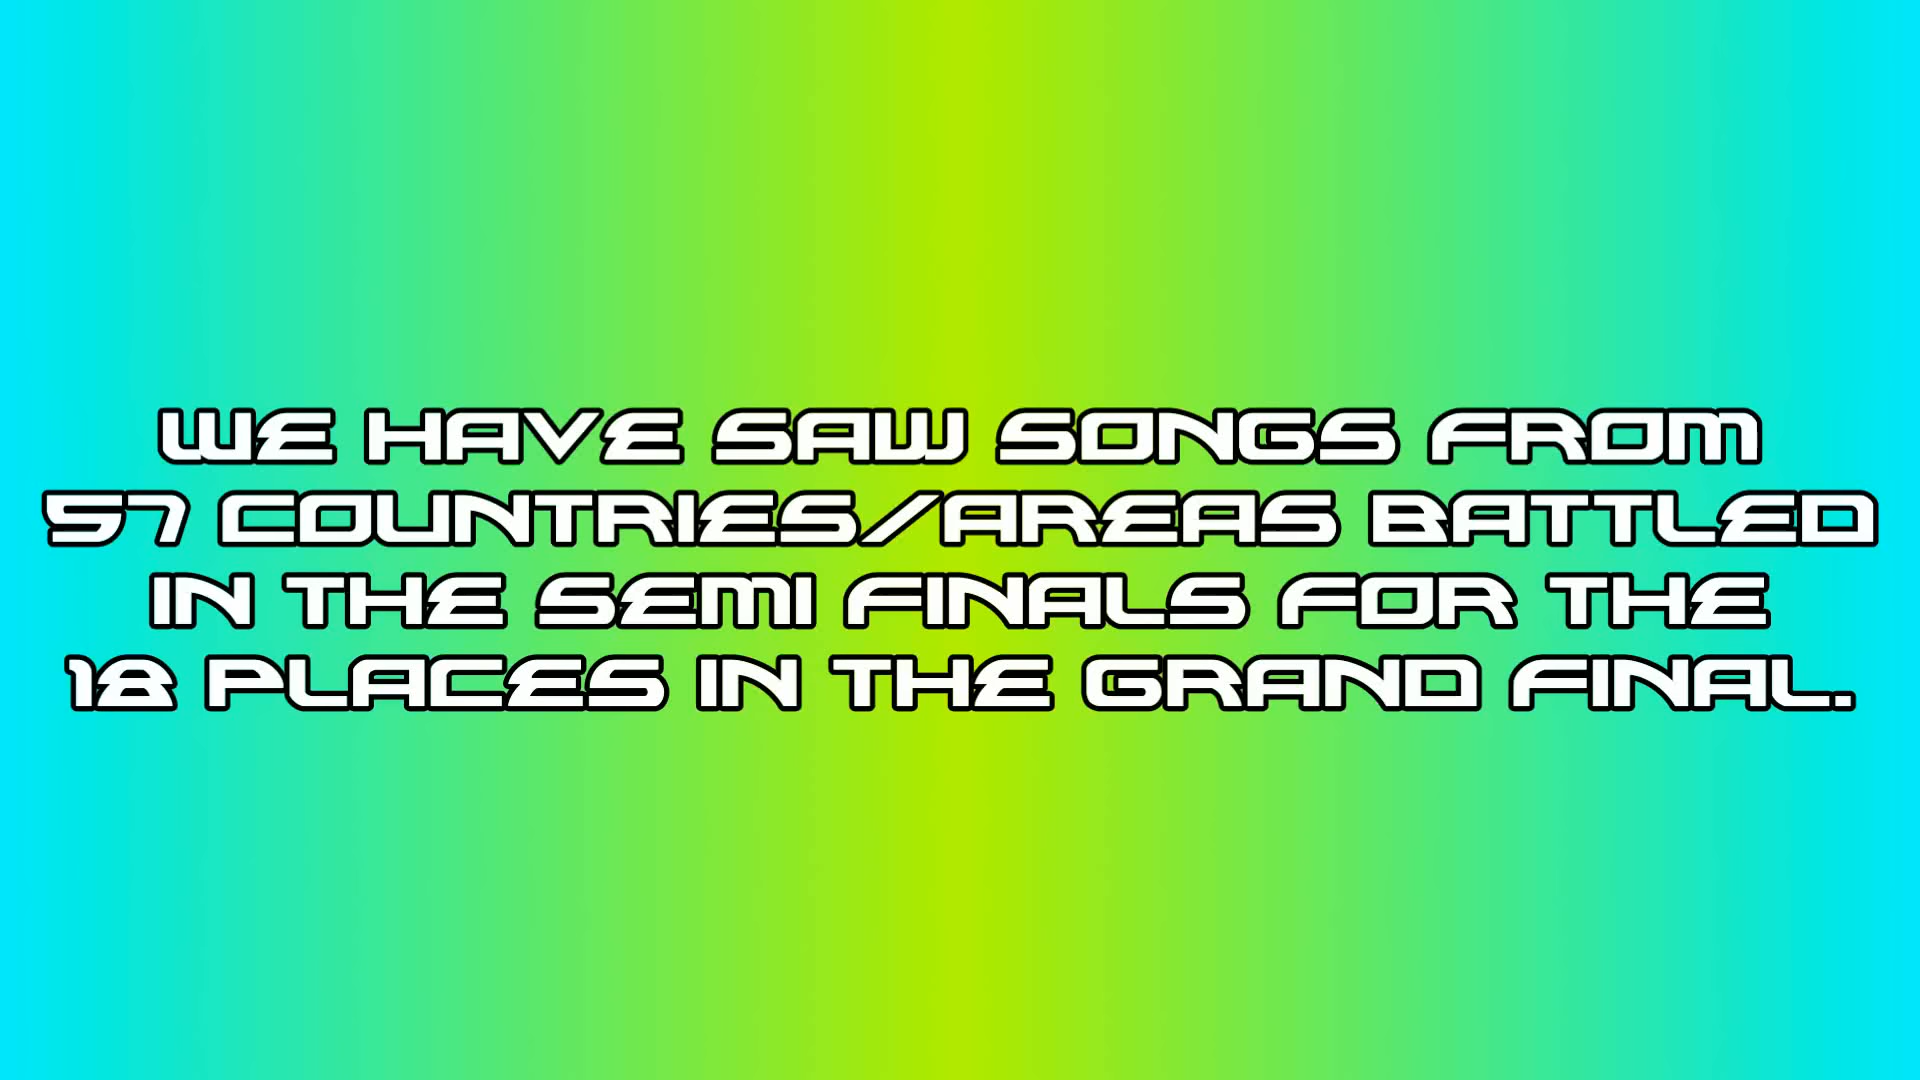 WE HAVE SAW SONGS FROM
57 COUNTRIES/AREAS BATTLED
IN THE SEMI FINALS FOR THE
18 PLACES IN THE GRAND FINAL.